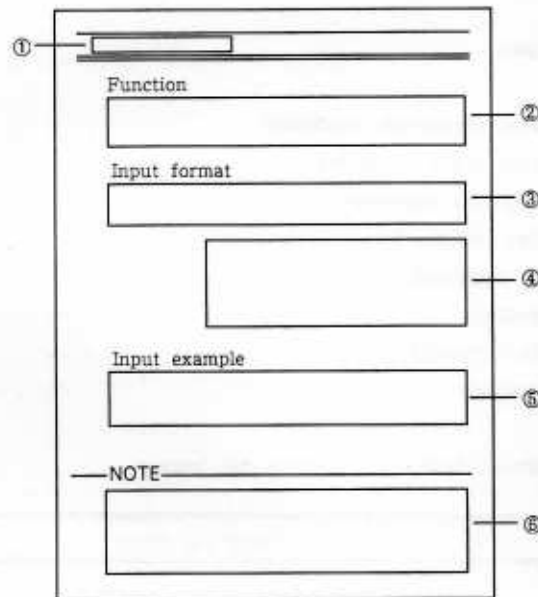 ①
Function
②
Input format
③
④
Input example
⑤
NOTE
⑥